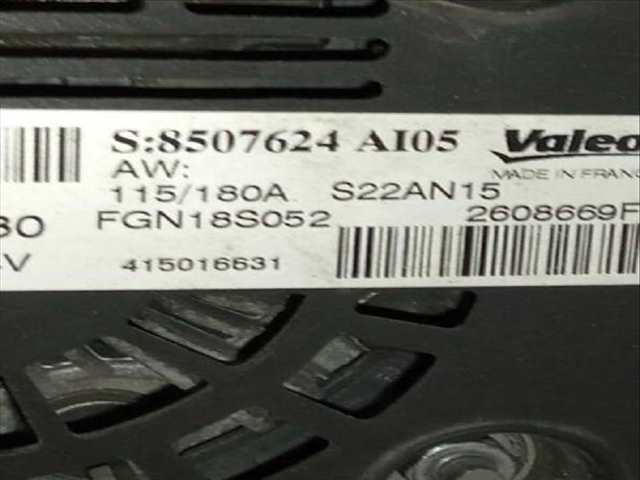 S:8507624 AI05 Valeo
AW: MADE IN FRANC
115/180A S22AN15
FGN18S052 2608669F
415016631